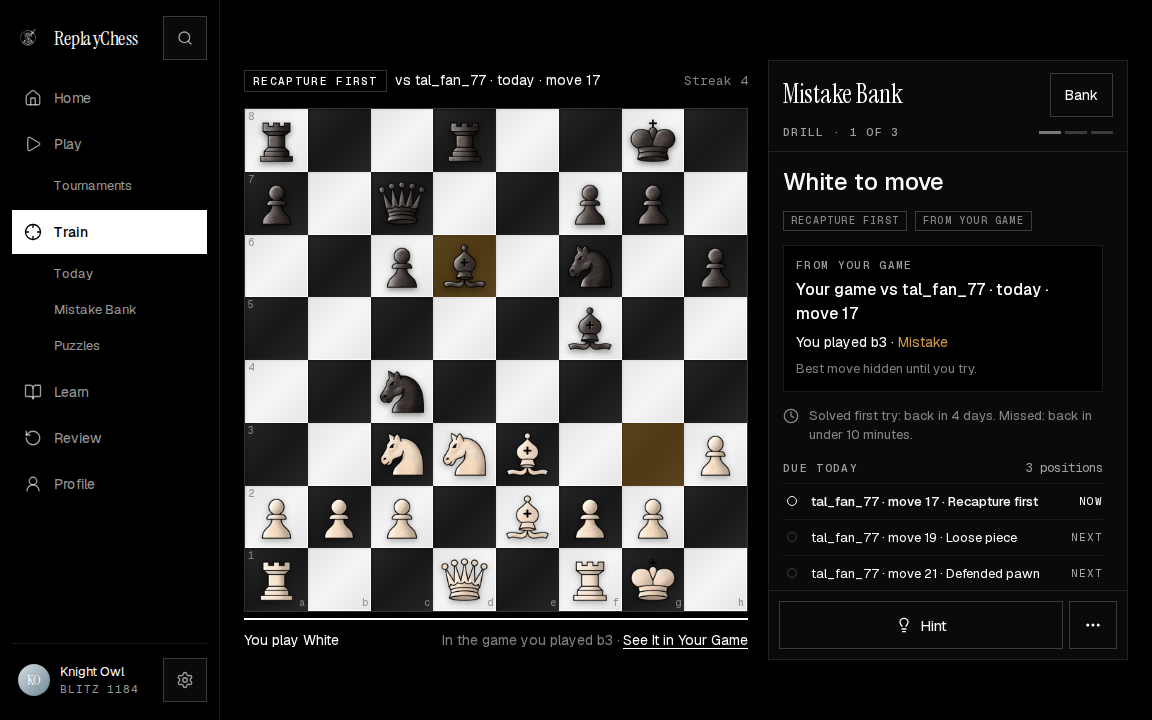 ReplayChess
Home
Play
Tournaments
Train
Today
Mistake Bank
Puzzles
Learn
Review
Profile
KO
Knight Owl
BLITZ 1184
RECAPTURE FIRST
vs tal_fan_77 · today · move 17
Streak 4
8
7
6
5
4
3
2
1
a
b
c
d
e
f
g
h
You play White
In the game you played b3 · See It in Your Game
Mistake Bank
Bank
DRILL · 1 OF 3
White to move
RECAPTURE FIRST
FROM YOUR GAME
FROM YOUR GAME
Your game vs tal_fan_77 · today ·
move 17
You played b3 · Mistake
Best move hidden until you try.
Solved first try: back in 4 days. Missed: back in
under 10 minutes.
DUE TODAY
3 positions
tal_fan_77 · move 17 · Recapture first
NOW
tal_fan_77 · move 19 · Loose piece
NEXT
tal_fan_77 · move 21 · Defended pawn
NEXT
Hint